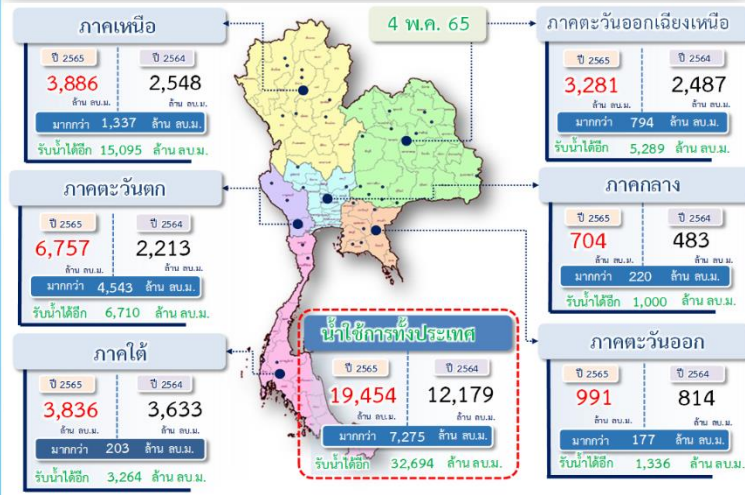 ภาคเหนือ
ปี 2565 ปี 2564
3,886 2,548
ล้าน ลบ.ม. ล้าน ลบ.ม.
มากกว่า 1,337 ล้าน ลบ.ม.
รับน้ำได้อีก 15,095 ล้าน ลบ.ม.
4 พ.ค. 65
ภาคตะวันออกเฉียงเหนือ
ปี 2565 ปี 2564
3,281 2,487
ล้าน ลบ.ม. ล้าน ลบ.ม.
มากกว่า 794 ล้าน ลบ.ม.
รับน้ำได้อีก 5,289 ล้าน ลบ.ม.
ภาคตะวันตก
ปี 2565 ปี 2564
6,757 2,213
ล้าน ลบ.ม. ล้าน ลบ.ม.
มากกว่า 4,543 ล้าน ลบ.ม.
รับน้ำได้อีก 6,710 ล้าน ลบ.ม.
ภาคกลาง
ปี 2565 ปี 2564
704 483
ล้าน ลบ.ม. ล้าน ลบ.ม.
มากกว่า 220 ล้าน ลบ.ม.
รับน้ำได้อีก 1,000 ล้าน ลบ.ม.
ภาคใต้
ปี 2565 ปี 2564
3,836 3,633
ล้าน ลบ.ม. ล้าน ลบ.ม.
มากกว่า 203 ล้าน ลบ.ม.
รับน้ำได้อีก 3,264 ล้าน ลบ.ม.
น้ำใช้การทั้งประเทศ
ปี 2565 ปี 2564
19,454 12,179
ล้าน ลบ.ม. ล้าน ลบ.ม.
มากกว่า 7,275 ล้าน ลบ.ม.
รับน้ำได้อีก 32,694 ล้าน ลบ.ม.
ภาคตะวันออก
ปี 2565 ปี 2564
991 814
ล้าน ลบ.ม. ล้าน ลบ.ม.
มากกว่า 177 ล้าน ลบ.ม.
รับน้ำได้อีก 1,336 ล้าน ลบ.ม.